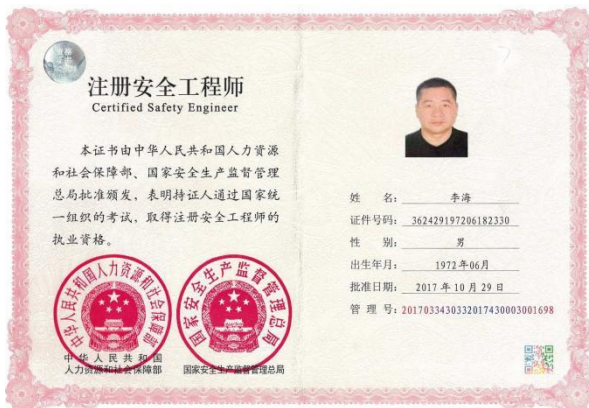 注册安全工程师
Certified Safety Engineer
本证书由中华人民共和国人力资源
和社会保障部、国家安全生产监督管理
总局批准颁发，表明持证人通过国家统
一组织的考试，取得注册安全工程师的
执业资格。
中华人民共和国人力资源和社会保障部
国家安全生产监督管理总局
中华人民共和国
人力资源和社会保障部
国家安全生产监督管理总局
姓 名： 李海
证件号码： 362429197206182330
性 别： 男
出生年月： 1972年06月
批准日期： 2017年10月29日
管 理 号：2017033430332017430003001698